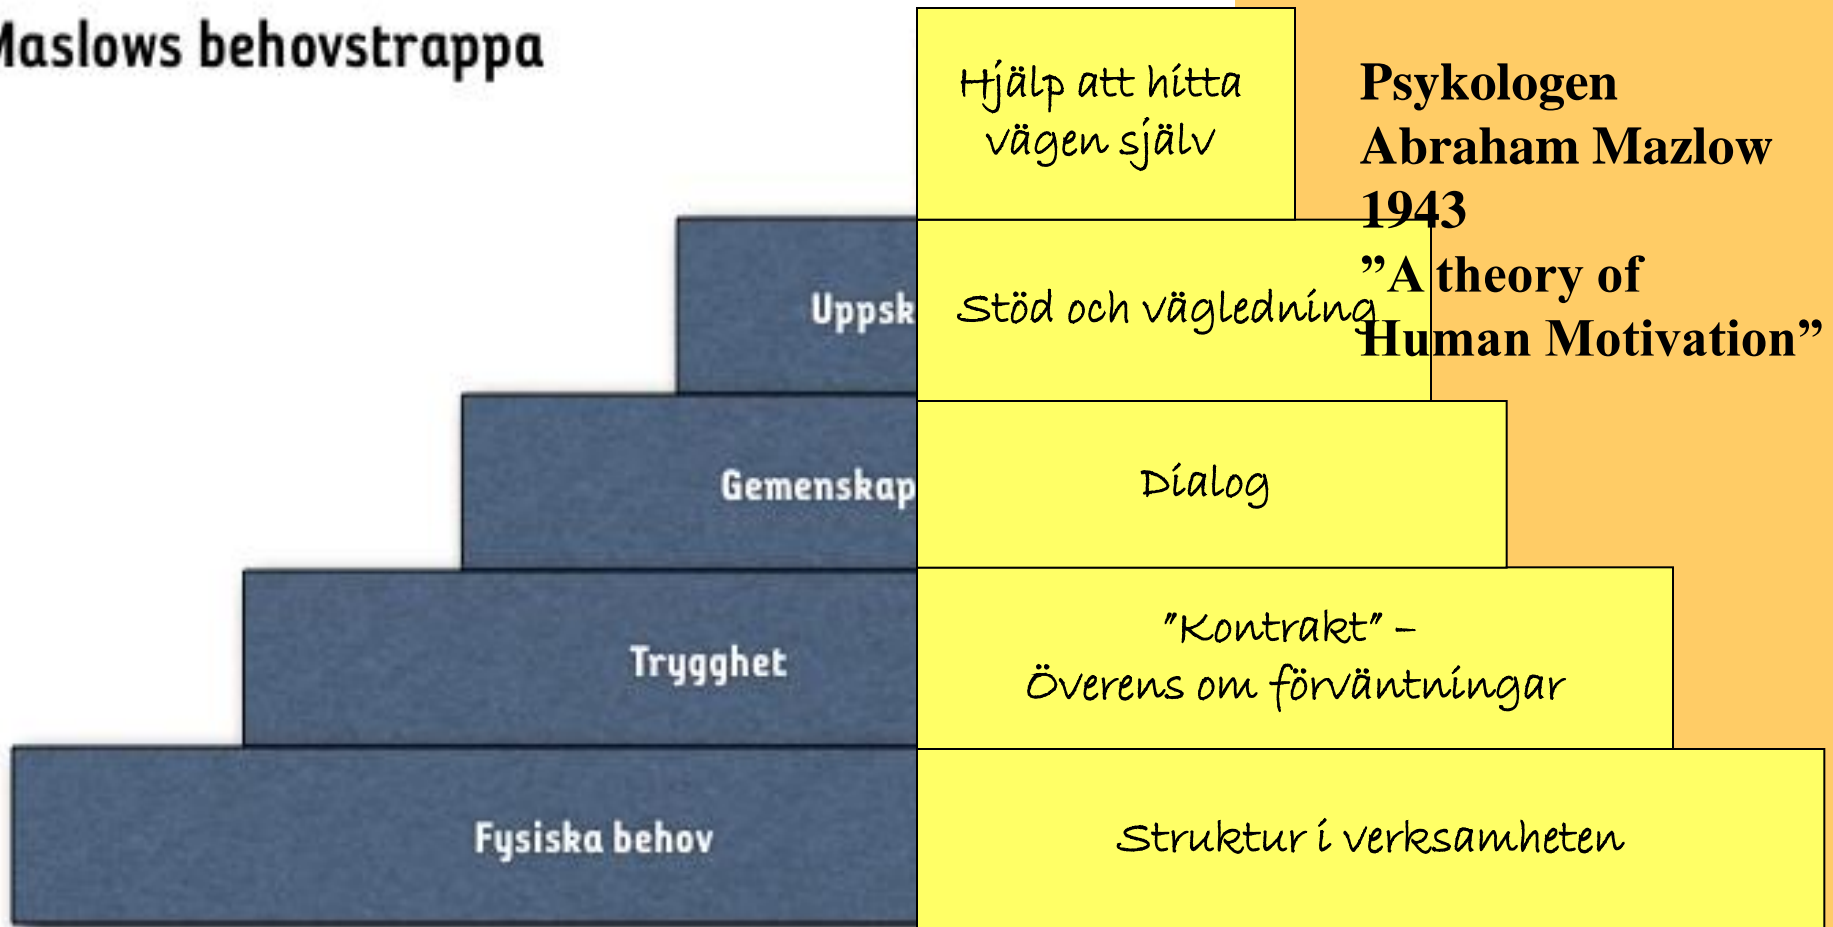 Maslows behovstrappa
Hjälp att hitta
vägen själv
Psykologen
Abraham Mazlow
1943
”A theory of
Human Motivation”
Uppsk
Stöd och vägledning
Gemenskap
Dialog
Trygghet
”Kontrakt” –
Överens om förväntningar
Fysiska behov
Struktur i verksamheten